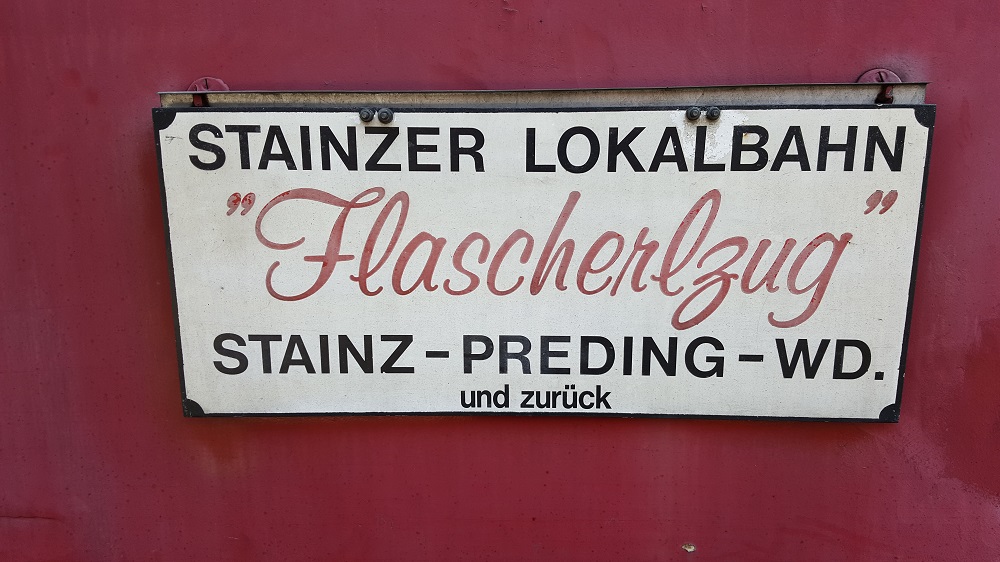 STAINZER LOKALBAHN
"Flascherlzug"
STAINZ - PREDING - WD.
und zurück